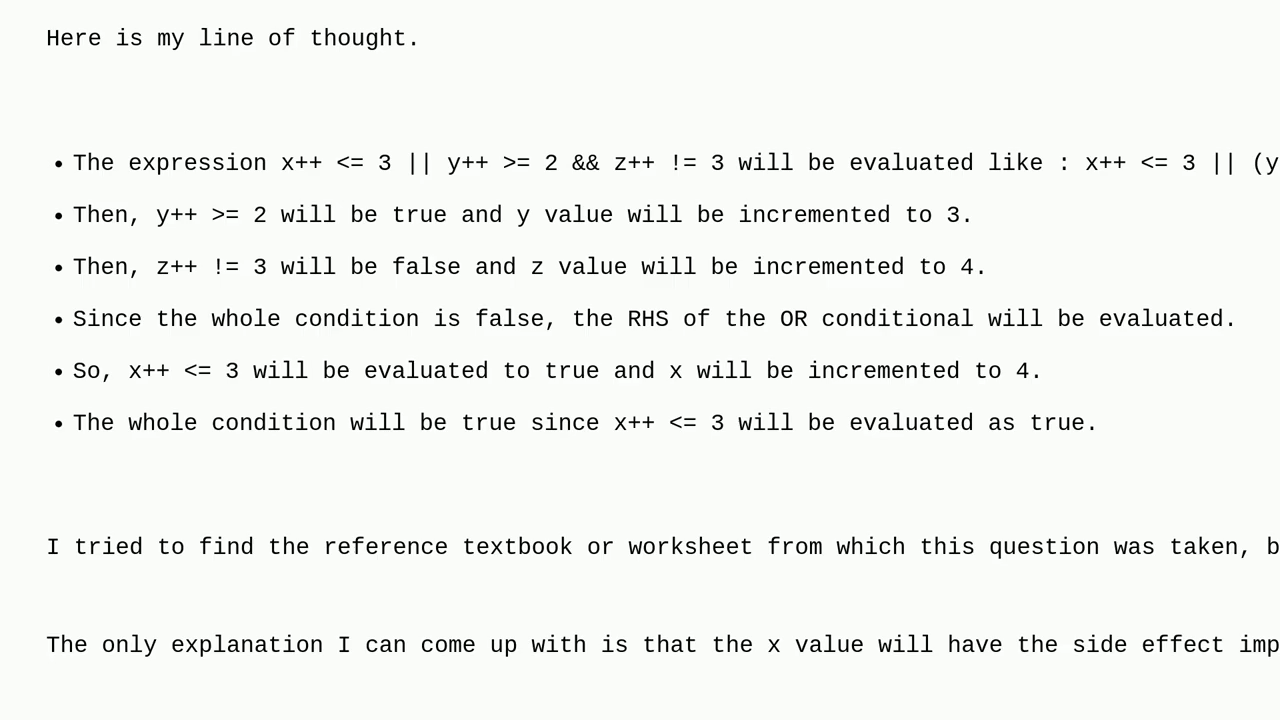 Here is my line of thought.
• The expression x++ <= 3 || y++ >= 2 && z++ != 3 will be evaluated like : x++ <= 3 || (y
• Then, y++ >= 2 will be true and y value will be incremented to 3.
• Then, z++ != 3 will be false and z value will be incremented to 4.
• Since the whole condition is false, the RHS of the OR conditional will be evaluated.
• So, x++ <= 3 will be evaluated to true and x will be incremented to 4.
• The whole condition will be true since x++ <= 3 will be evaluated as true.
I tried to find the reference textbook or worksheet from which this question was taken, b
The only explanation I can come up with is that the x value will have the side effect imp